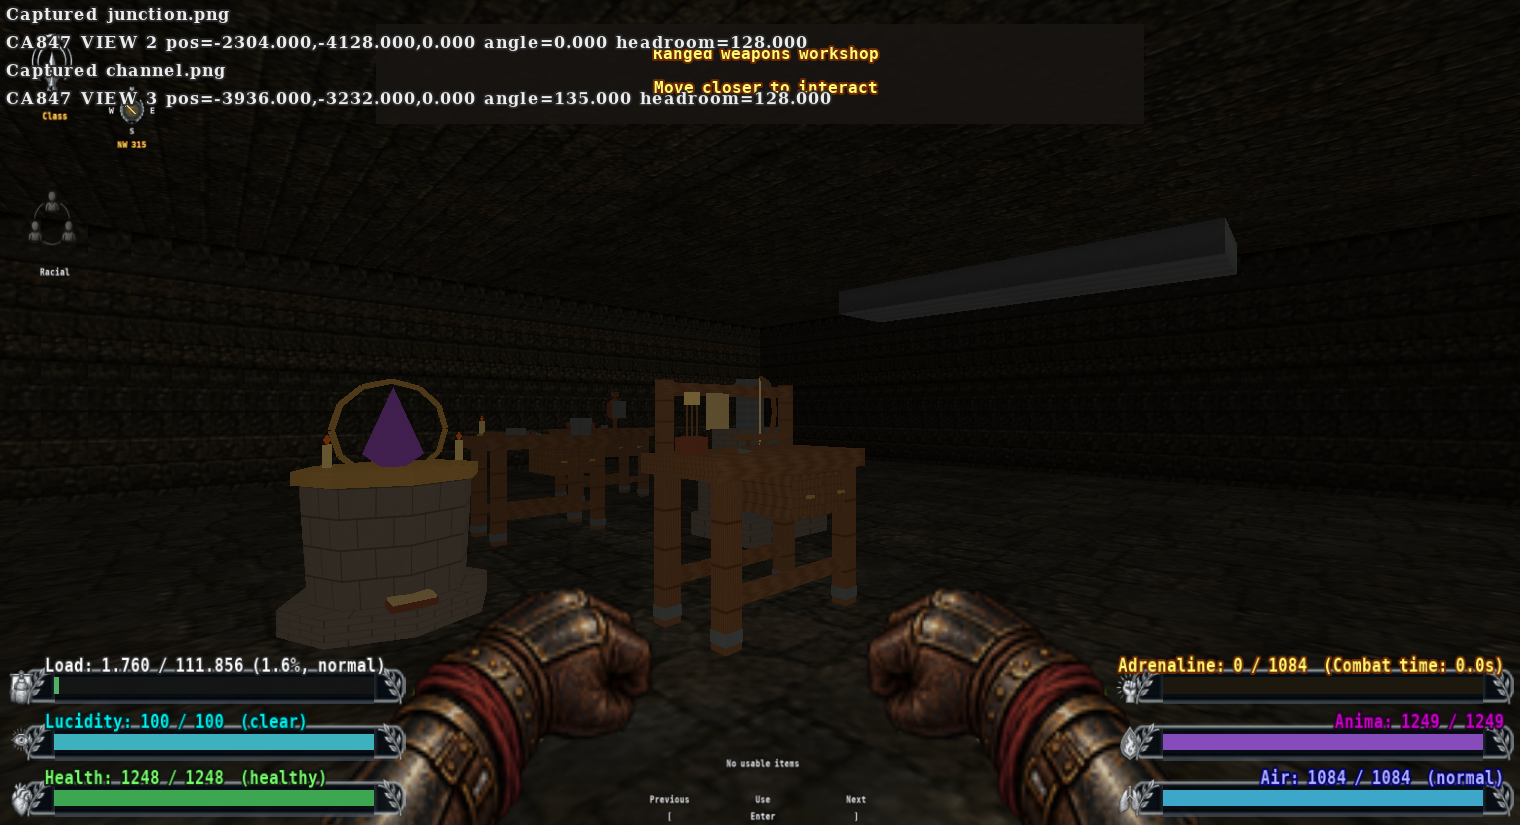 Captured junction.png
CA847 VIEW 2 pos=-2304.000,-4128.000,0.000 angle=0.000 headroom=128.000
Ranged weapons workshop
Captured channel.png
Move closer to interact
CA847 VIEW 3 pos=-3936.000,-3232.000,0.000 angle=135.000 headroom=128.000
Class
W E
S
NW 315
Racial
Load: 1.760 / 111.856 (1.6%, normal)
Adrenaline: 0 / 1084 (Combat time: 0.0s)
Lucidity: 100 / 100 (clear)
Anima: 1249 / 1249
Health: 1248 / 1248 (healthy)
Air: 1084 / 1084 (normal)
No usable items
Previous Use Next
[ Enter ]